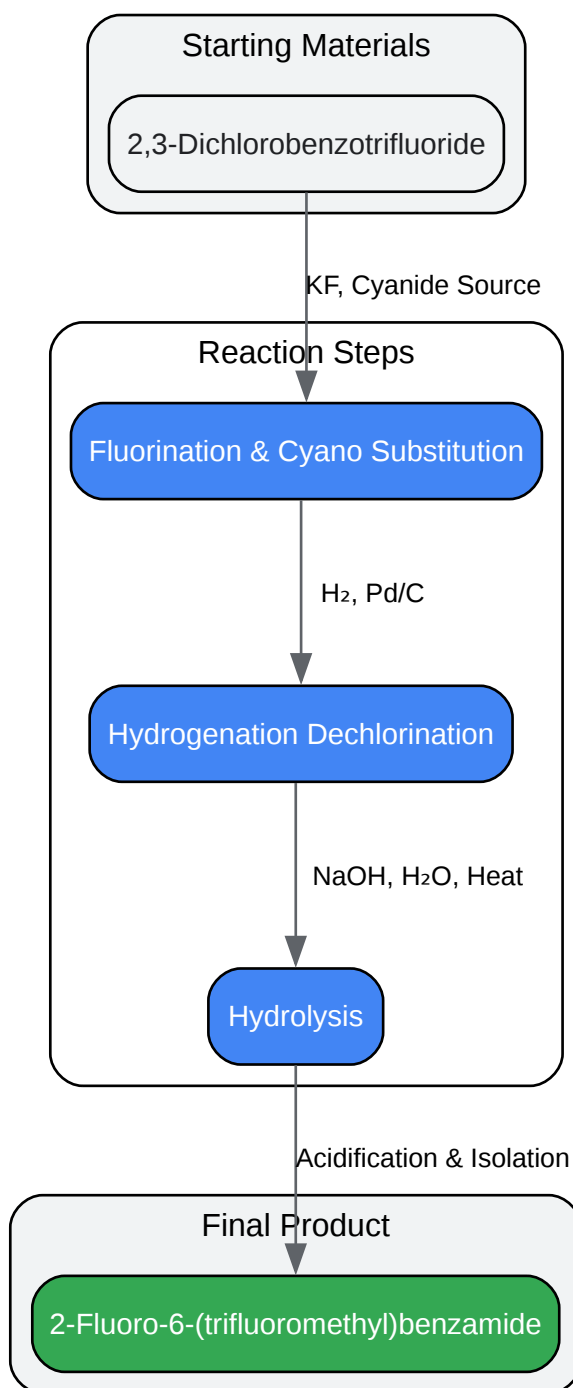 Starting Materials
2,3-Dichlorobenzotrifluoride
KF, Cyanide Source
Reaction Steps
Fluorination & Cyano Substitution
H₂, Pd/C
Hydrogenation Dechlorination
NaOH, H₂O, Heat
Hydrolysis
Acidification & Isolation
Final Product
2-Fluoro-6-(trifluoromethyl)benzamide